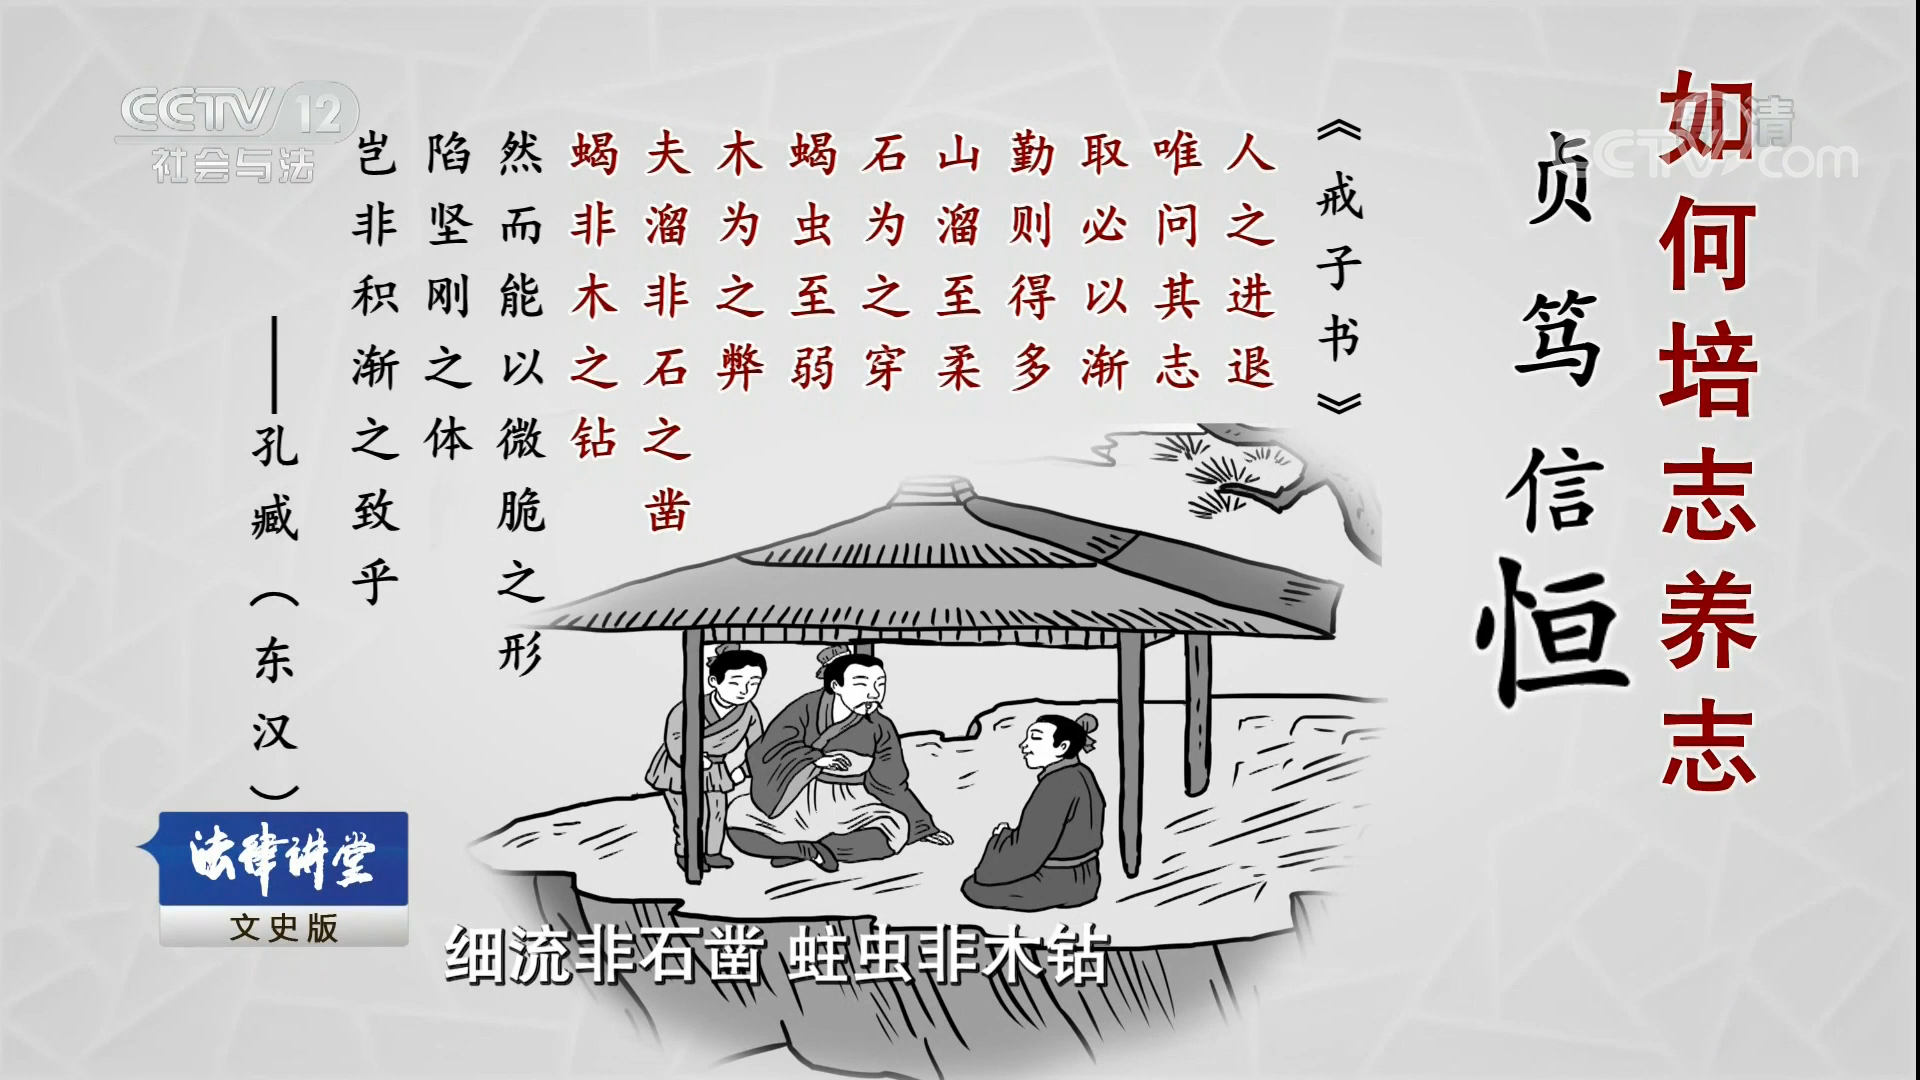 如何培志养志
贞笃信恒
《戒子书》
人之进退
唯问其志
取必以渐
勤则得多
山溜至柔
石为之穿
蝎虫至弱
木为之弊
夫溜非石之凿
蝎非木之钻
然而能以微脆之形
陷坚刚之体
岂非积渐之致乎
——孔臧（东汉）
CCTV 12
社会与法
高清
CCTV.com
法律讲堂
文史版
细流非石凿 蛀虫非木钻